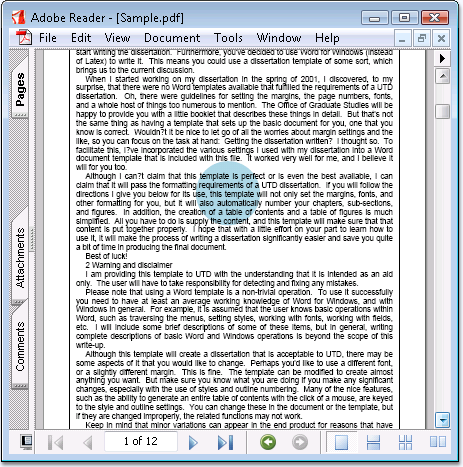 Adobe Reader - [Sample.pdf]
File Edit View Document Tools Window Help
Pages
Attachments
Comments
start writing the dissertation. Furthermore, you've decided to use Word for Windows (instead
of Latex) to write it. This means you could use a dissertation template of some sort, which
brings us to the current discussion.
When I started working on my dissertation in the spring of 2001, I discovered, to my
surprise, that there were no Word templates available that fulfilled the requirements of a UTD
dissertation. Oh, there were guidelines for setting the margins, the page numbers, fonts,
and a whole host of things too numerous to mention. The Office of Graduate Studies will be
happy to provide you with a little booklet that describes these things in detail. But that's not
the same thing as having a template that sets up the basic document for you, one that you
know is correct. Wouldn?t it be nice to let go of all the worries about margin settings and the
like, so you can focus on the task at hand: Getting the dissertation written? I thought so. To
facilitate this, I?ve incorporated the various settings I used with my dissertation into a Word
document template that is included with this file. It worked very well for me, and I believe it
will for you too.
Although I can?t claim that this template is perfect or is even the best available, I can
claim that it will pass the formatting requirements of a UTD dissertation. If you will follow the
directions I give you below for its use, this template will not only set the margins, fonts, and
other formatting for you, but it will also automatically number your chapters, sub-sections,
and figures. In addition, the creation of a table of contents and a table of figures is much
simplified. All you have to do is supply the content, and this template will make sure that that
content is put together properly. I hope that with a little effort on your part to learn how to
use it, it will make the process of writing a dissertation significantly easier and save you quite
a bit of time in producing the final document.
Best of luck!
2 Warning and disclaimer
I am providing this template to UTD with the understanding that it is intended as an aid
only. The user will have to take responsibility for detecting and fixing any mistakes.
Please note that using a Word template is a non-trivial operation. To use it successfully
you need to have at least an average working knowledge of Word for Windows, and with
Windows in general. For example, it is assumed that the user knows basic operations within
Word, such as traversing the menus, setting styles, working with fonts, working with fields,
etc. I will include some brief descriptions of some of these items, but in general, writing
complete descriptions of basic Word and Windows operations is beyond the scope of this
write-up.
Although this template will create a dissertation that is acceptable to UTD, there may be
some aspects of it that you would like to change. Perhaps you'd like to use a different font,
or a slightly different margin. This is fine. The template can be modified to create almost
anything you want. But make sure you know what you are doing if you make any significant
changes, especially with the use of styles and outline numbering. Many of the nice features,
such as the ability to generate an entire table of contents with the click of a mouse, are keyed
to the style and outline settings. You can change these in the document or the template, but
if they are changed improperly, the related functions may not work.
Keep in mind that minor variations can appear in the end product for reasons that have
1 of 12